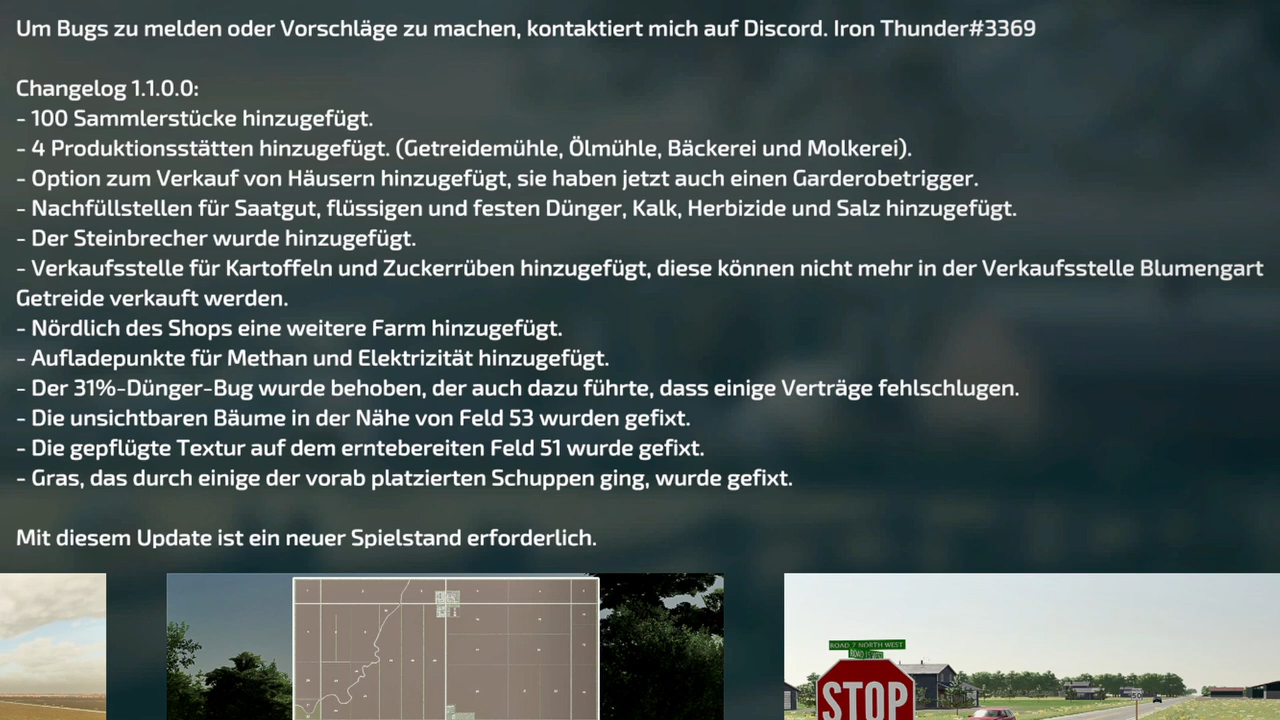 Um Bugs zu melden oder Vorschläge zu machen, kontaktiert mich auf Discord. Iron Thunder#3369
Changelog 1.1.0.0:
- 100 Sammlerstücke hinzugefügt.
- 4 Produktionsstätten hinzugefügt. (Getreidemühle, Ölmühle, Bäckerei und Molkerei).
- Option zum Verkauf von Häusern hinzugefügt, sie haben jetzt auch einen Garderobetrigger.
- Nachfüllstellen für Saatgut, flüssigen und festen Dünger, Kalk, Herbizide und Salz hinzugefügt.
- Der Steinbrecher wurde hinzugefügt.
- Verkaufsstelle für Kartoffeln und Zuckerrüben hinzugefügt, diese können nicht mehr in der Verkaufsstelle Blumengart
Getreide verkauft werden.
- Nördlich des Shops eine weitere Farm hinzugefügt.
- Aufladepunkte für Methan und Elektrizität hinzugefügt.
- Der 31%-Dünger-Bug wurde behoben, der auch dazu führte, dass einige Verträge fehlschlugen.
- Die unsichtbaren Bäume in der Nähe von Feld 53 wurden gefixt.
- Die gepflügte Textur auf dem erntebereiten Feld 51 wurde gefixt.
- Gras, das durch einige der vorab platzierten Schuppen ging, wurde gefixt.
Mit diesem Update ist ein neuer Spielstand erforderlich.
ROAD 7 NORTH WEST
STOP